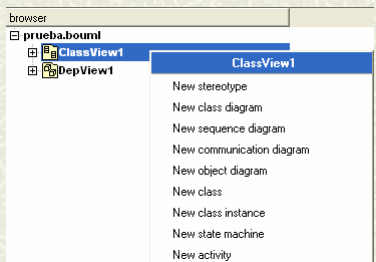 browser
prueba.bouml
ClassView1
DepView1
ClassView1
New stereotype
New class diagram
New sequence diagram
New communication diagram
New object diagram
New class
New class instance
New state machine
New activity